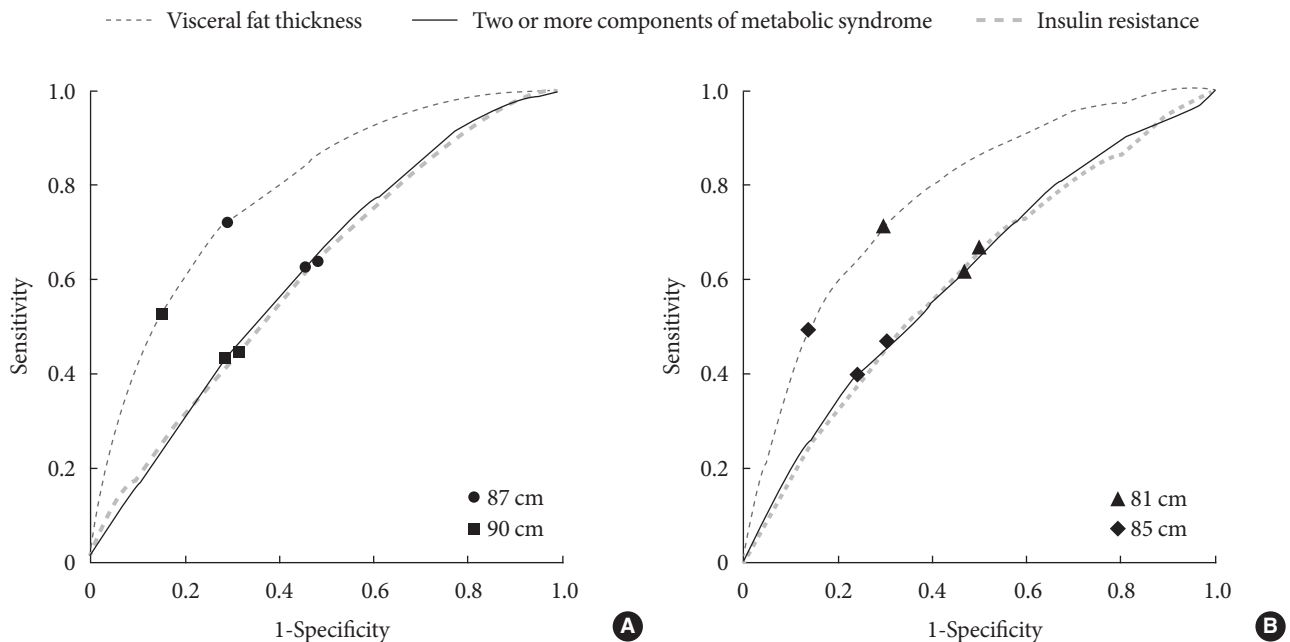 Visceral fat thickness Two or more components of metabolic syndrome Insulin resistance
1.0
0.8
0.6
0.4
0.2
0
Sensitivity
87 cm
90 cm
0 0.2 0.4 0.6 0.8 1.0
1-Specificity
A
1.0
0.8
0.6
0.4
0.2
0
Sensitivity
81 cm
85 cm
0 0.2 0.4 0.6 0.8 1.0
1-Specificity
B